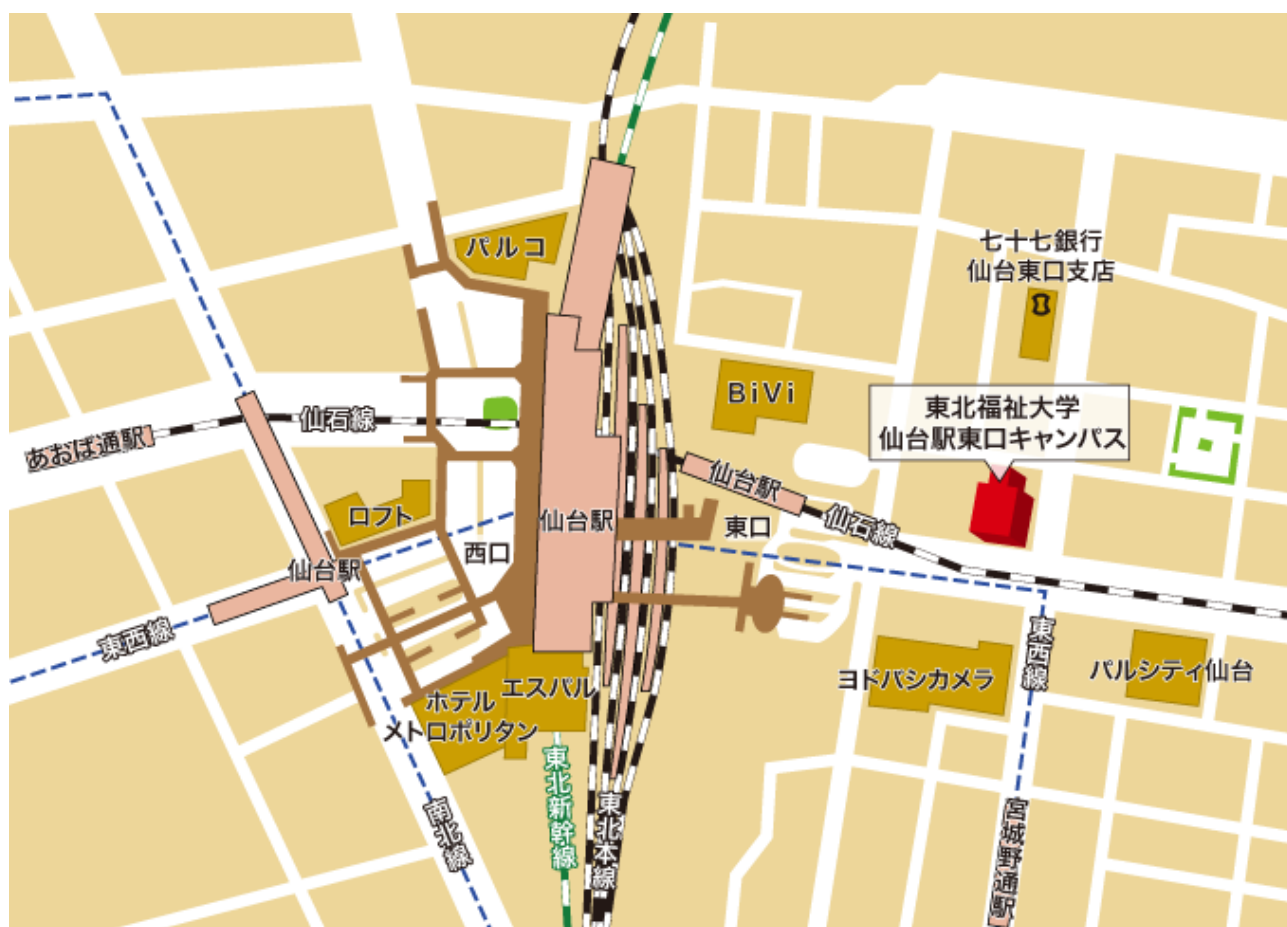 パルコ
七十七銀行
仙台東口支店
BiVi
東北福祉大学
仙台駅東口キャンパス
仙石線
あおば通駅
仙台駅
仙石線
ロフト
仙台駅
東口
西口
仙台駅
東西線
東西線
ヨドバシカメラ
パルシティ仙台
エスパル
ホテル
メトロポリタン
東北新幹線
東北本線
南北線
宮城野通駅